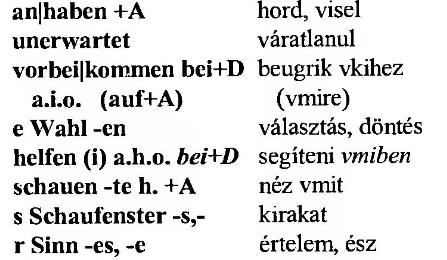 an|haben +A hord, visel
unerwartet váratlanul
vorbei|kommen bei+D beugrik vkihez
a.i.o. (auf+A) (vmire)
e Wahl -en választás, döntés
helfen (i) a.h.o. bei+D segíteni vmiben
schauen -te h. +A néz vmit
s Schaufenster -s,- kirakat
r Sinn -es, -e értelem, ész